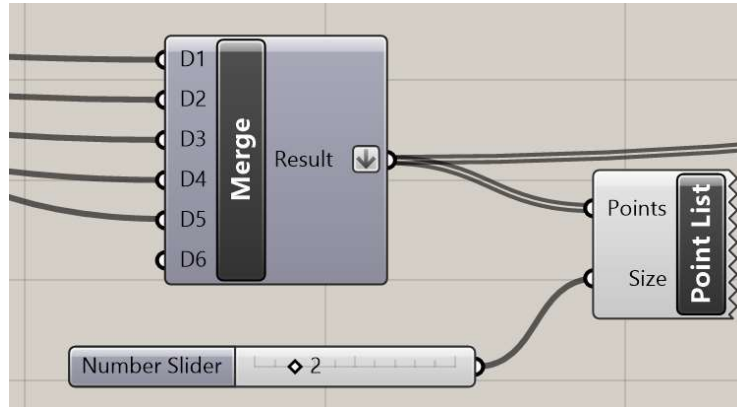 D1
D2
D3
D4
D5
D6
Merge
Result
Points
Size
Point List
Number Slider
2